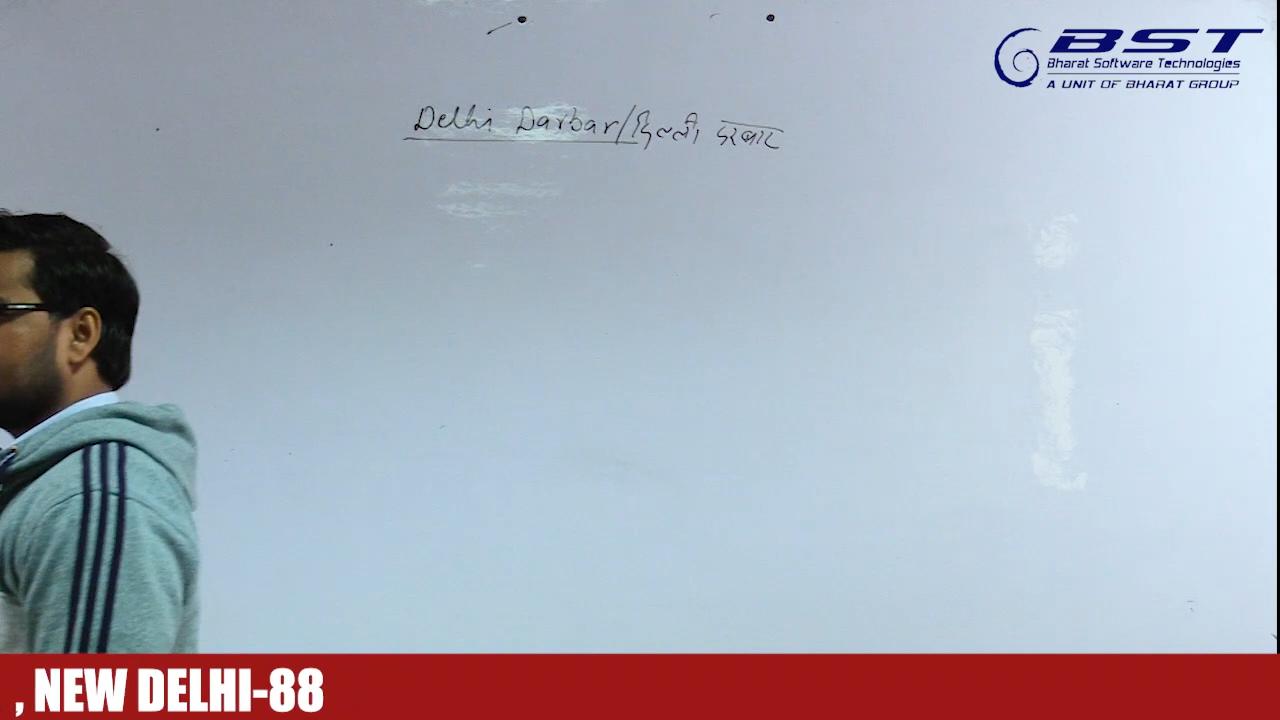 BST
Bharat Software Technologies
A UNIT OF BHARAT GROUP
Delhi Darbar/दिल्ली दरबार
, NEW DELHI-88